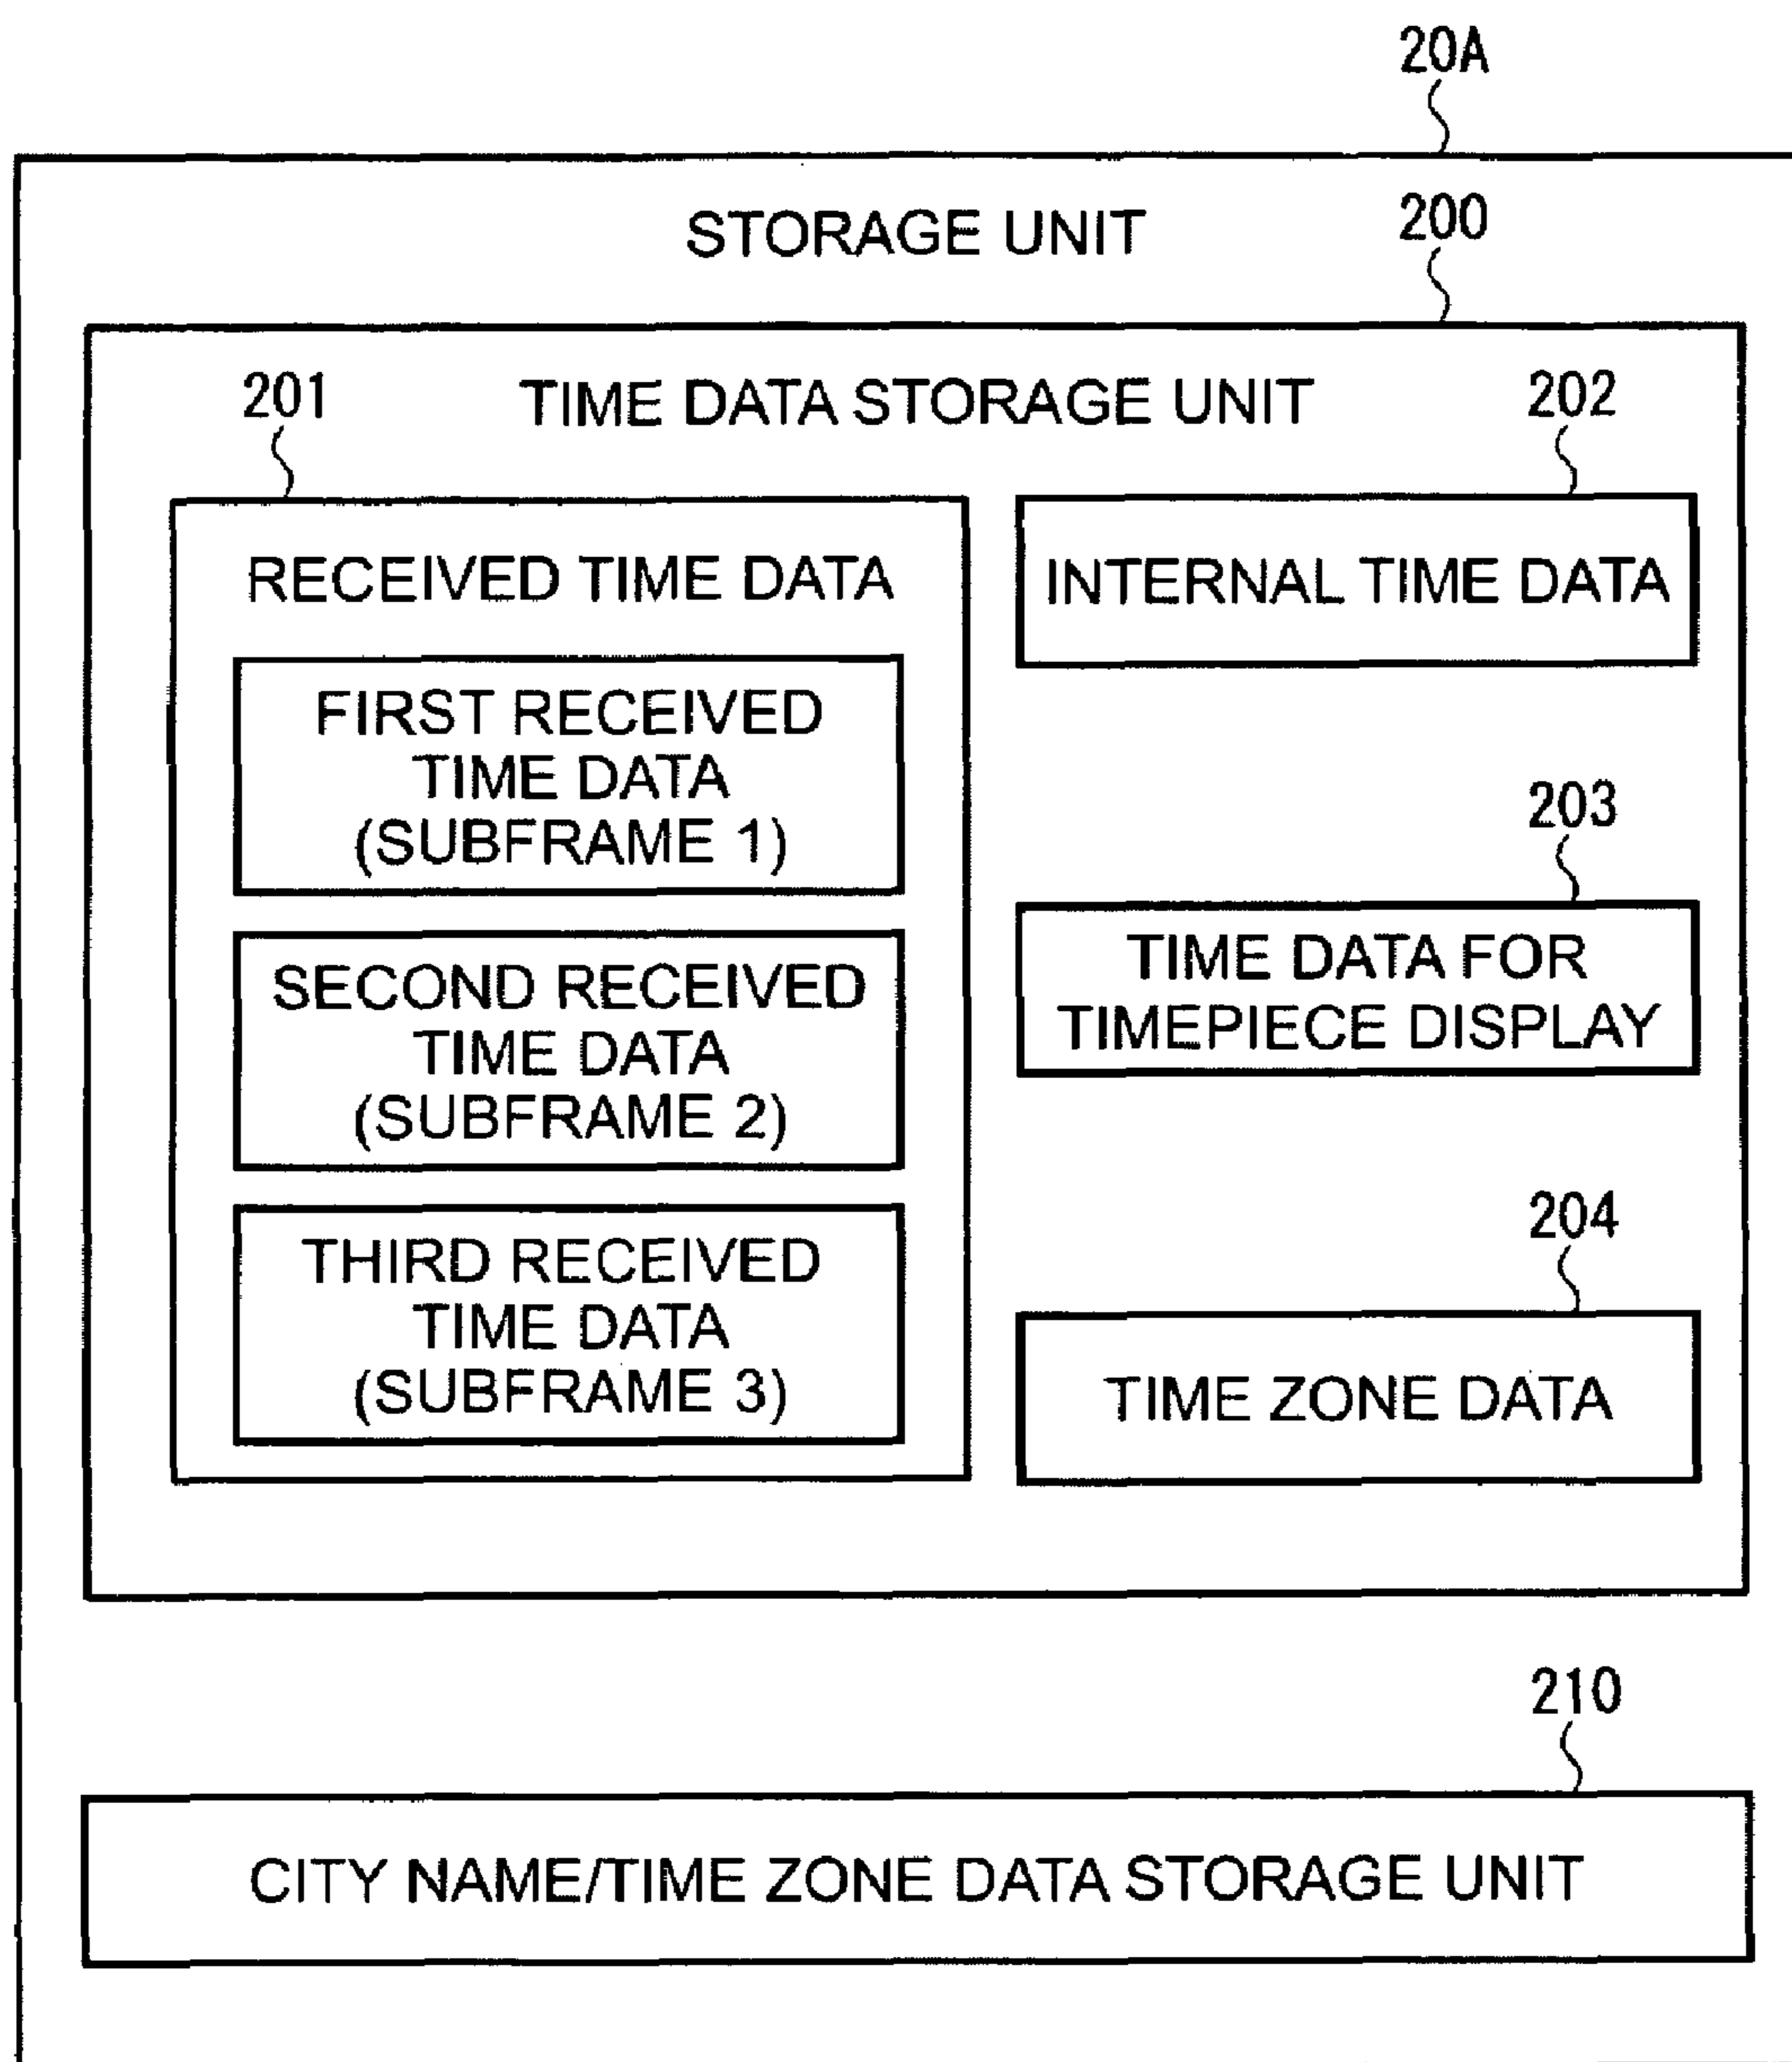 20A
STORAGE UNIT
200
TIME DATA STORAGE UNIT
201
202
RECEIVED TIME DATA
FIRST RECEIVED
TIME DATA
(SUBFRAME 1)
SECOND RECEIVED
TIME DATA
(SUBFRAME 2)
THIRD RECEIVED
TIME DATA
(SUBFRAME 3)
INTERNAL TIME DATA
203
TIME DATA FOR
TIMEPIECE DISPLAY
204
TIME ZONE DATA
210
CITY NAME/TIME ZONE DATA STORAGE UNIT